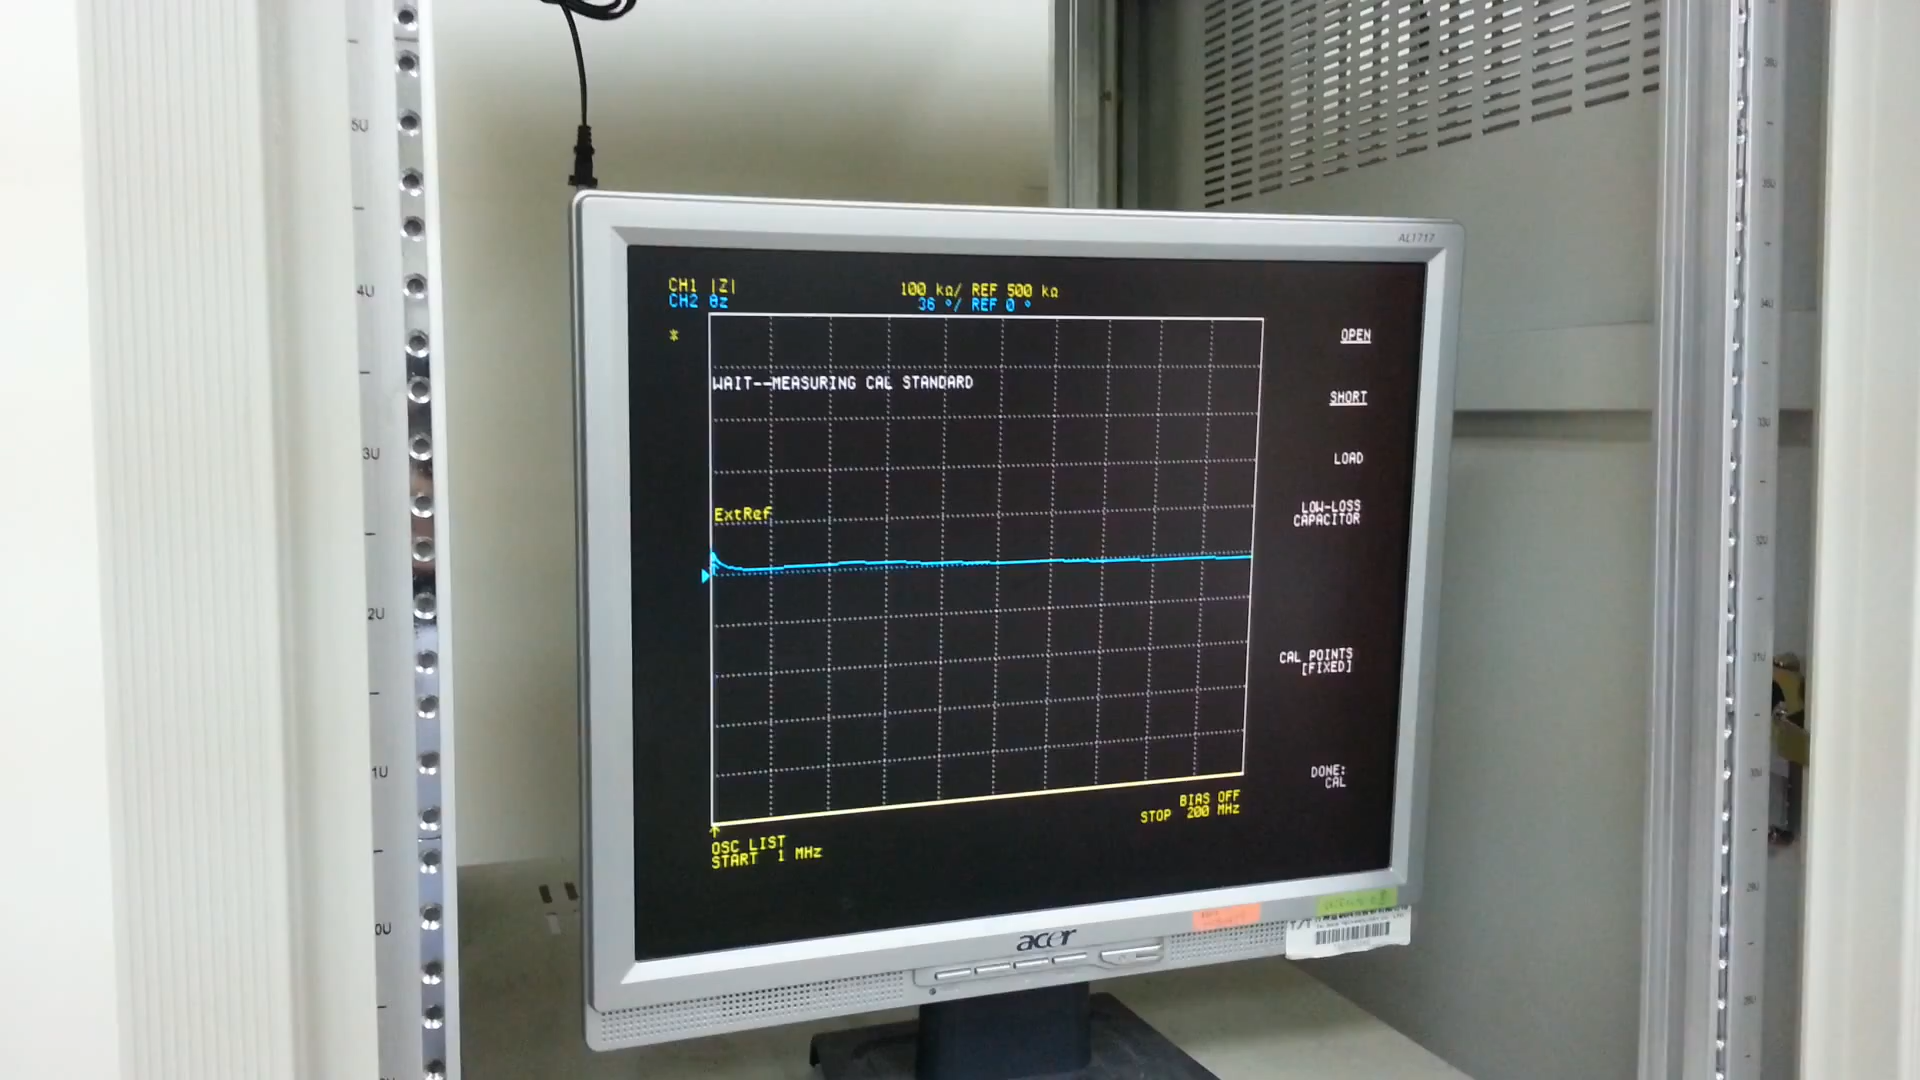 5U
4U
3U
2U
1U
AL1717
CH1 |Z|
100 kΩ/ REF 500 kΩ
CH2 θz
36 °/ REF 0 °
*
WAIT--MEASURING CAL STANDARD
ExtRef
OPEN
SHORT
LOAD
LOW-LOSS
CAPACITOR
CAL POINTS
[FIXED]
DONE:
CAL
BIAS OFF
OSC LIST
START 1 MHz
STOP 200 MHz
acer